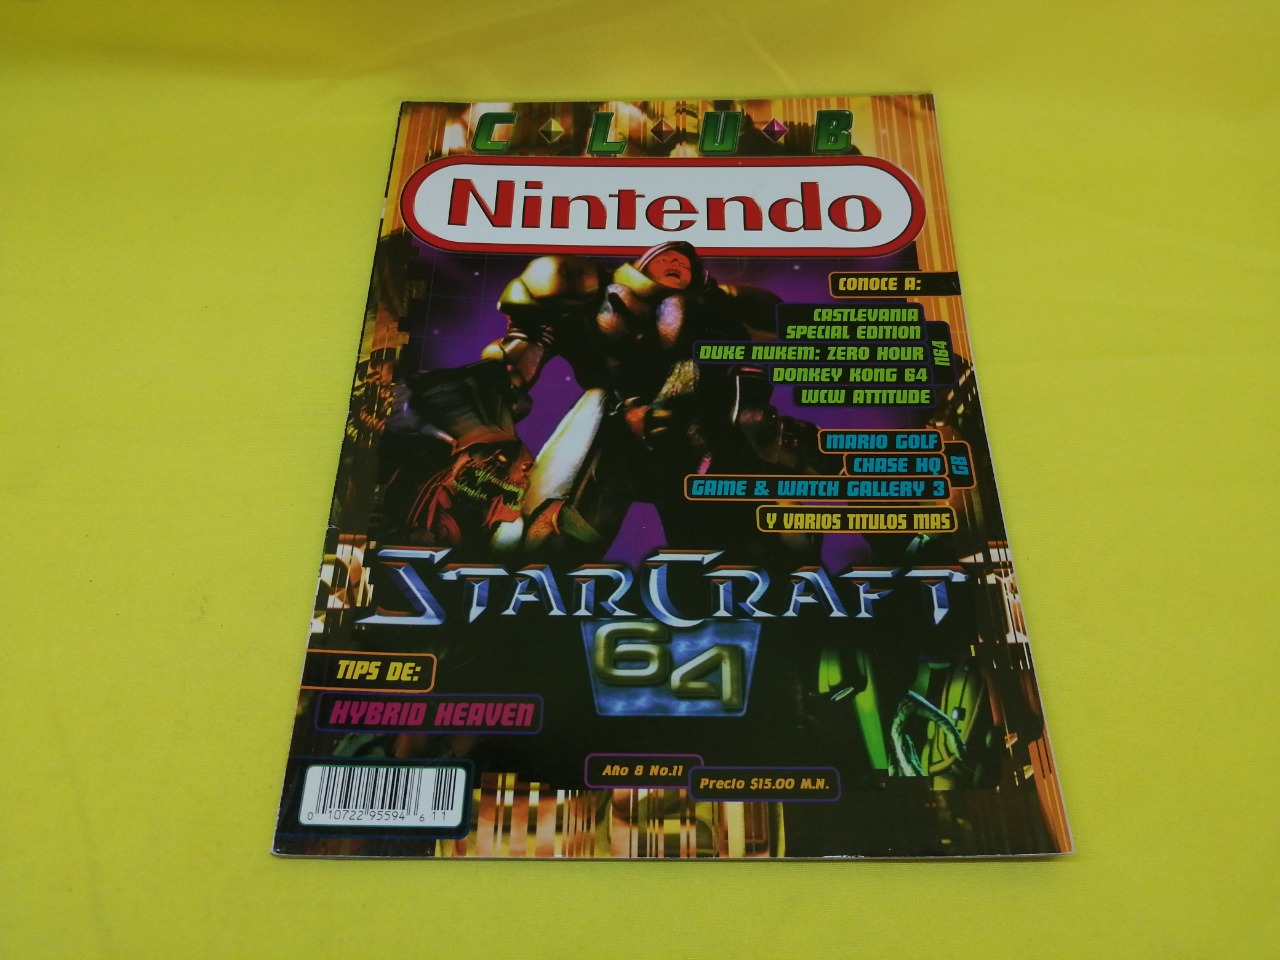 CLUB
Nintendo
CONOCE A:
CASTLEVANIA
SPECIAL EDITION
DUKE NUKEM: ZERO HOUR
DONKEY KONG 64
WCW ATTITUDE
N64
MARIO GOLF
CHASE HQ
GAME & WATCH GALLERY 3
GB
Y VARIOS TITULOS MAS
STARCRAFT
64
TIPS DE:
HYBRID HEAVEN
Año 8 No.11
Precio $15.00 M.N.
0 10722 95594 6 11